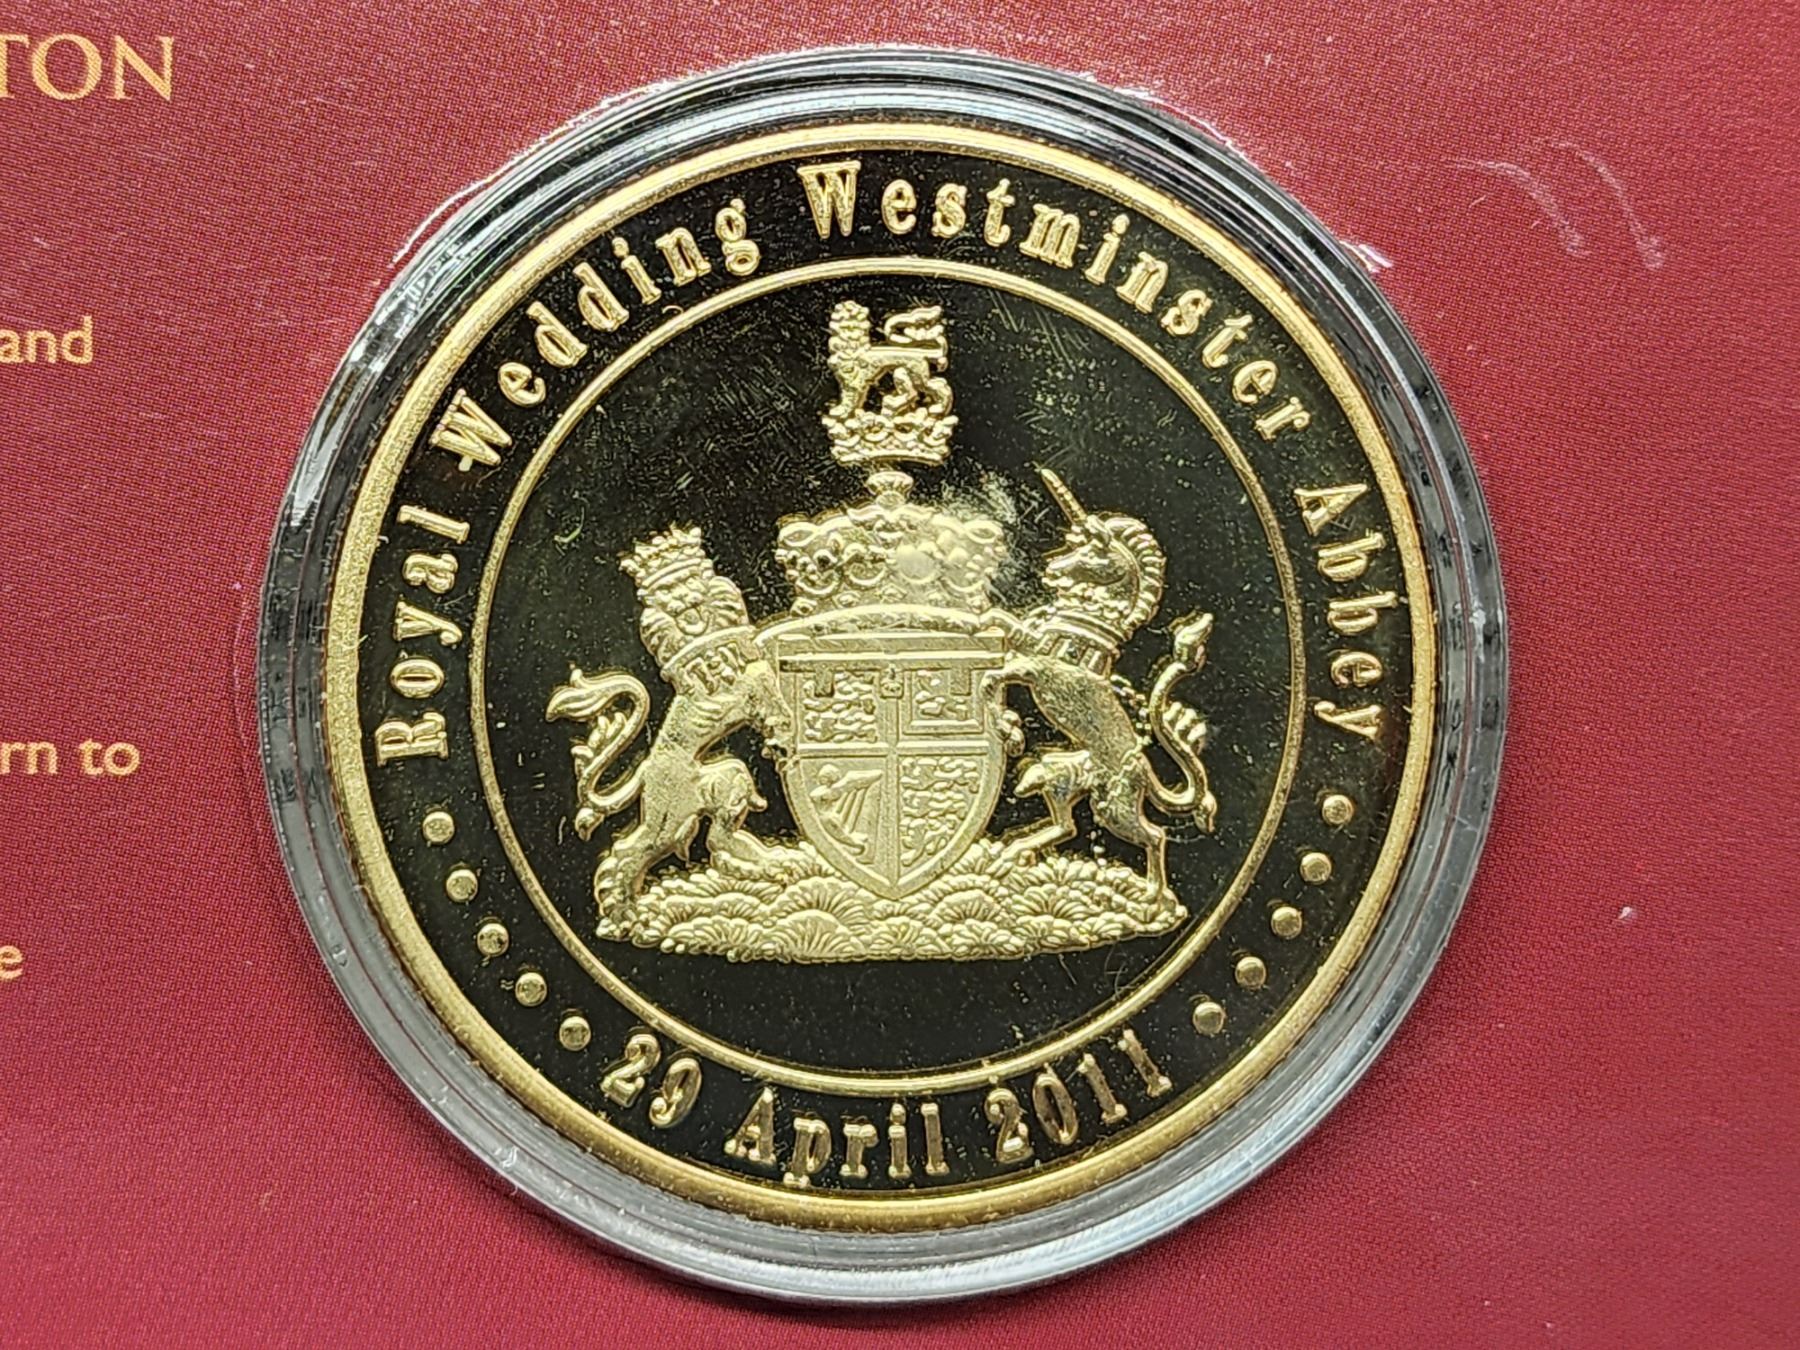 TON
and
rn to
e
Royal Wedding Westminster Abbey
29 April 2011